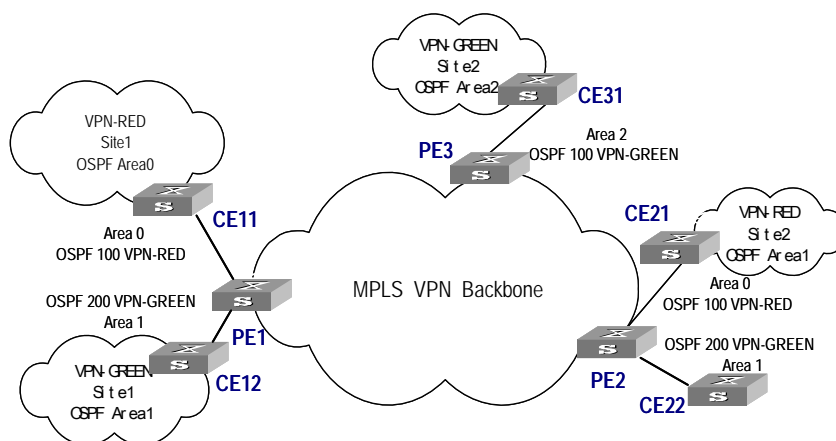 VPN-GREEN
Site2
OSPF Area2
CE31
VPN-RED
Site1
OSPF Area0
PE3
Area 2
OSPF 100 VPN-GREEN
CE11
CE21
VPN-RED
Site2
OSPF Area1
Area 0
OSPF 100 VPN-RED
Area 0
OSPF 100 VPN-RED
MPLS VPN Backbone
OSPF 200 VPN-GREEN
Area 1
PE1
OSPF 200 VPN-GREEN
Area 1
PE2
VPN-GREEN
Site1
OSPF Area1
CE12
CE22
S
S
S
S
S
S
S
S